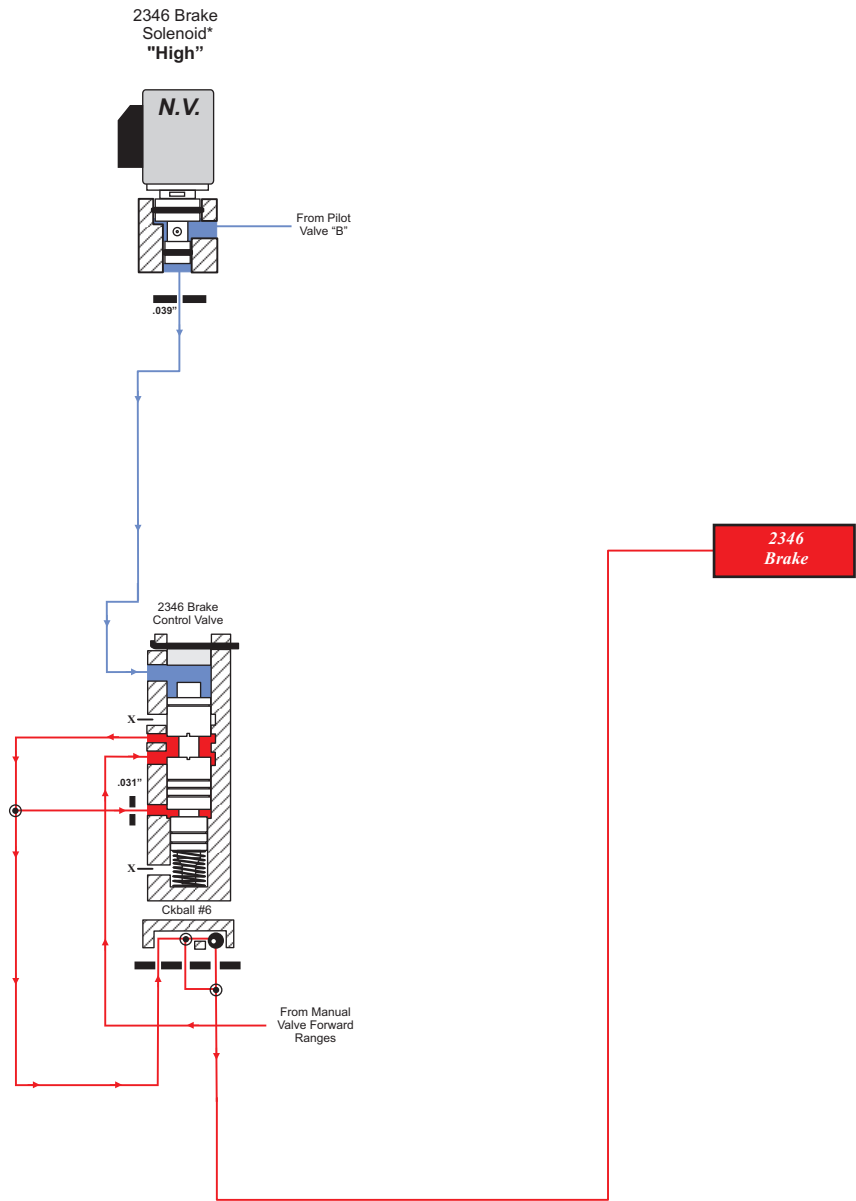 2346 Brake
Solenoid*
"High”
N.V.
From Pilot
Valve “B”
.039”
2346
Brake
2346 Brake
Control Valve
X
.031”
X
Ckball #6
From Manual
Valve Forward
Ranges